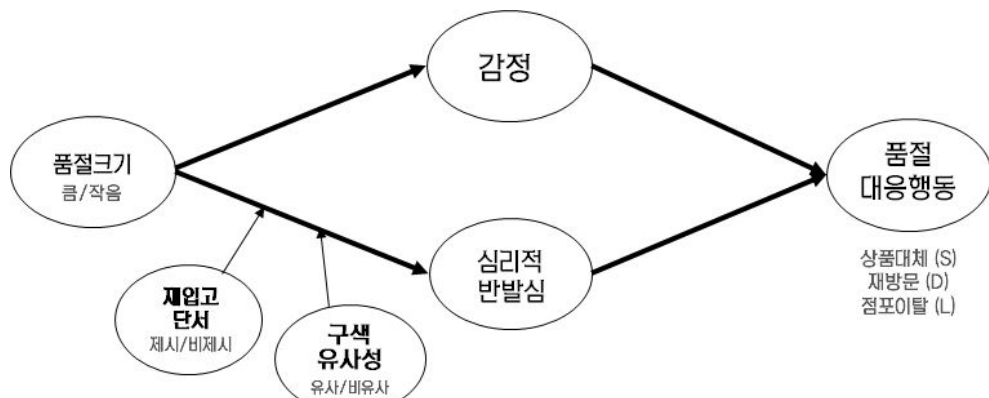 감정
품절크기
큼/작음
품절
대응행동
심리적
반발심
상품대체 (S)
재방문 (D)
점포이탈 (L)
재입고
단서
제시/비제시
구색
유사성
유사/비유사